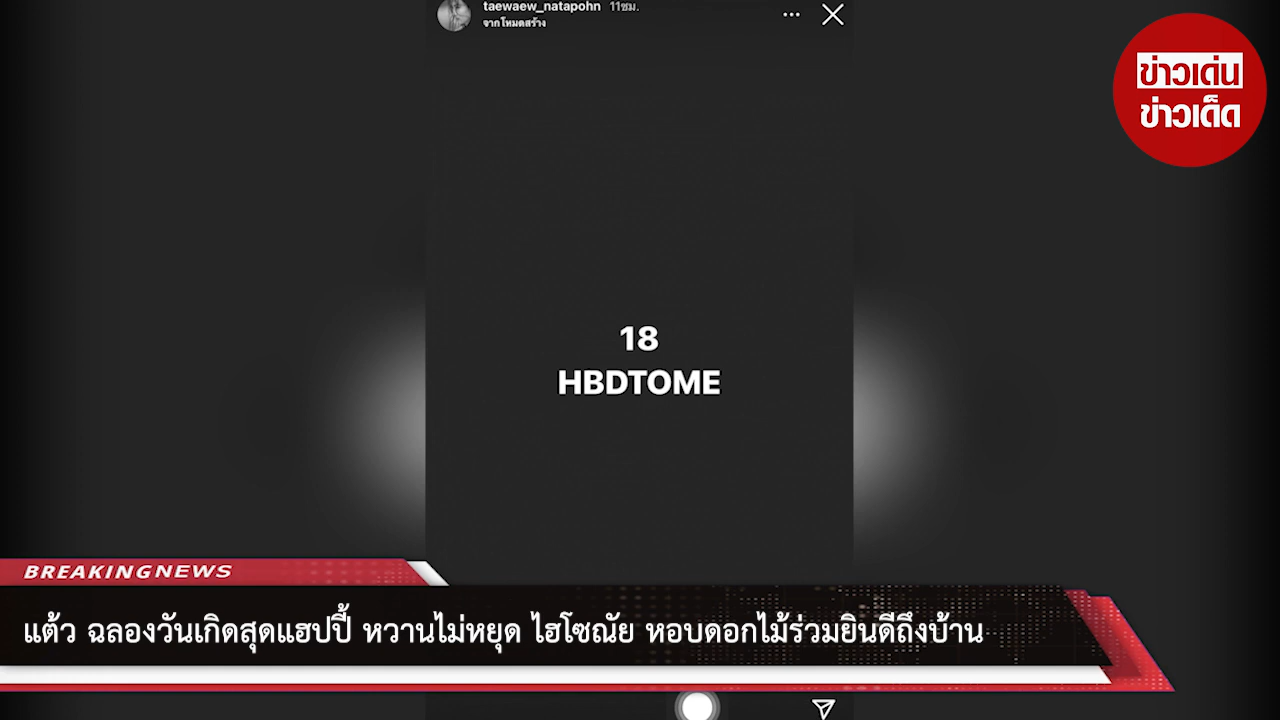 taewaew_natapohn 11ชม.
จากโหมดสร้าง
ข่าวเด่น
ข่าวเด็ด
18
HBDTOME
BREAKING NEWS
แต้ว ฉลองวันเกิดสุดแฮปปี้ หวานไม่หยุด ไฮโซณัย หอบดอกไม้ร่วมยินดีถึงบ้าน